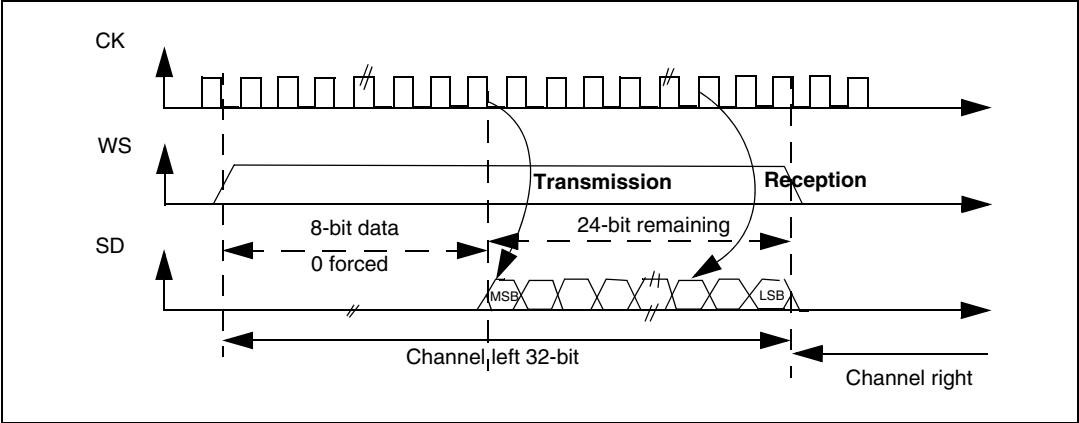 CK
WS
Transmission
Reception
8-bit data
0 forced
24-bit remaining
SD
MSB
LSB
Channel left 32-bit
Channel right